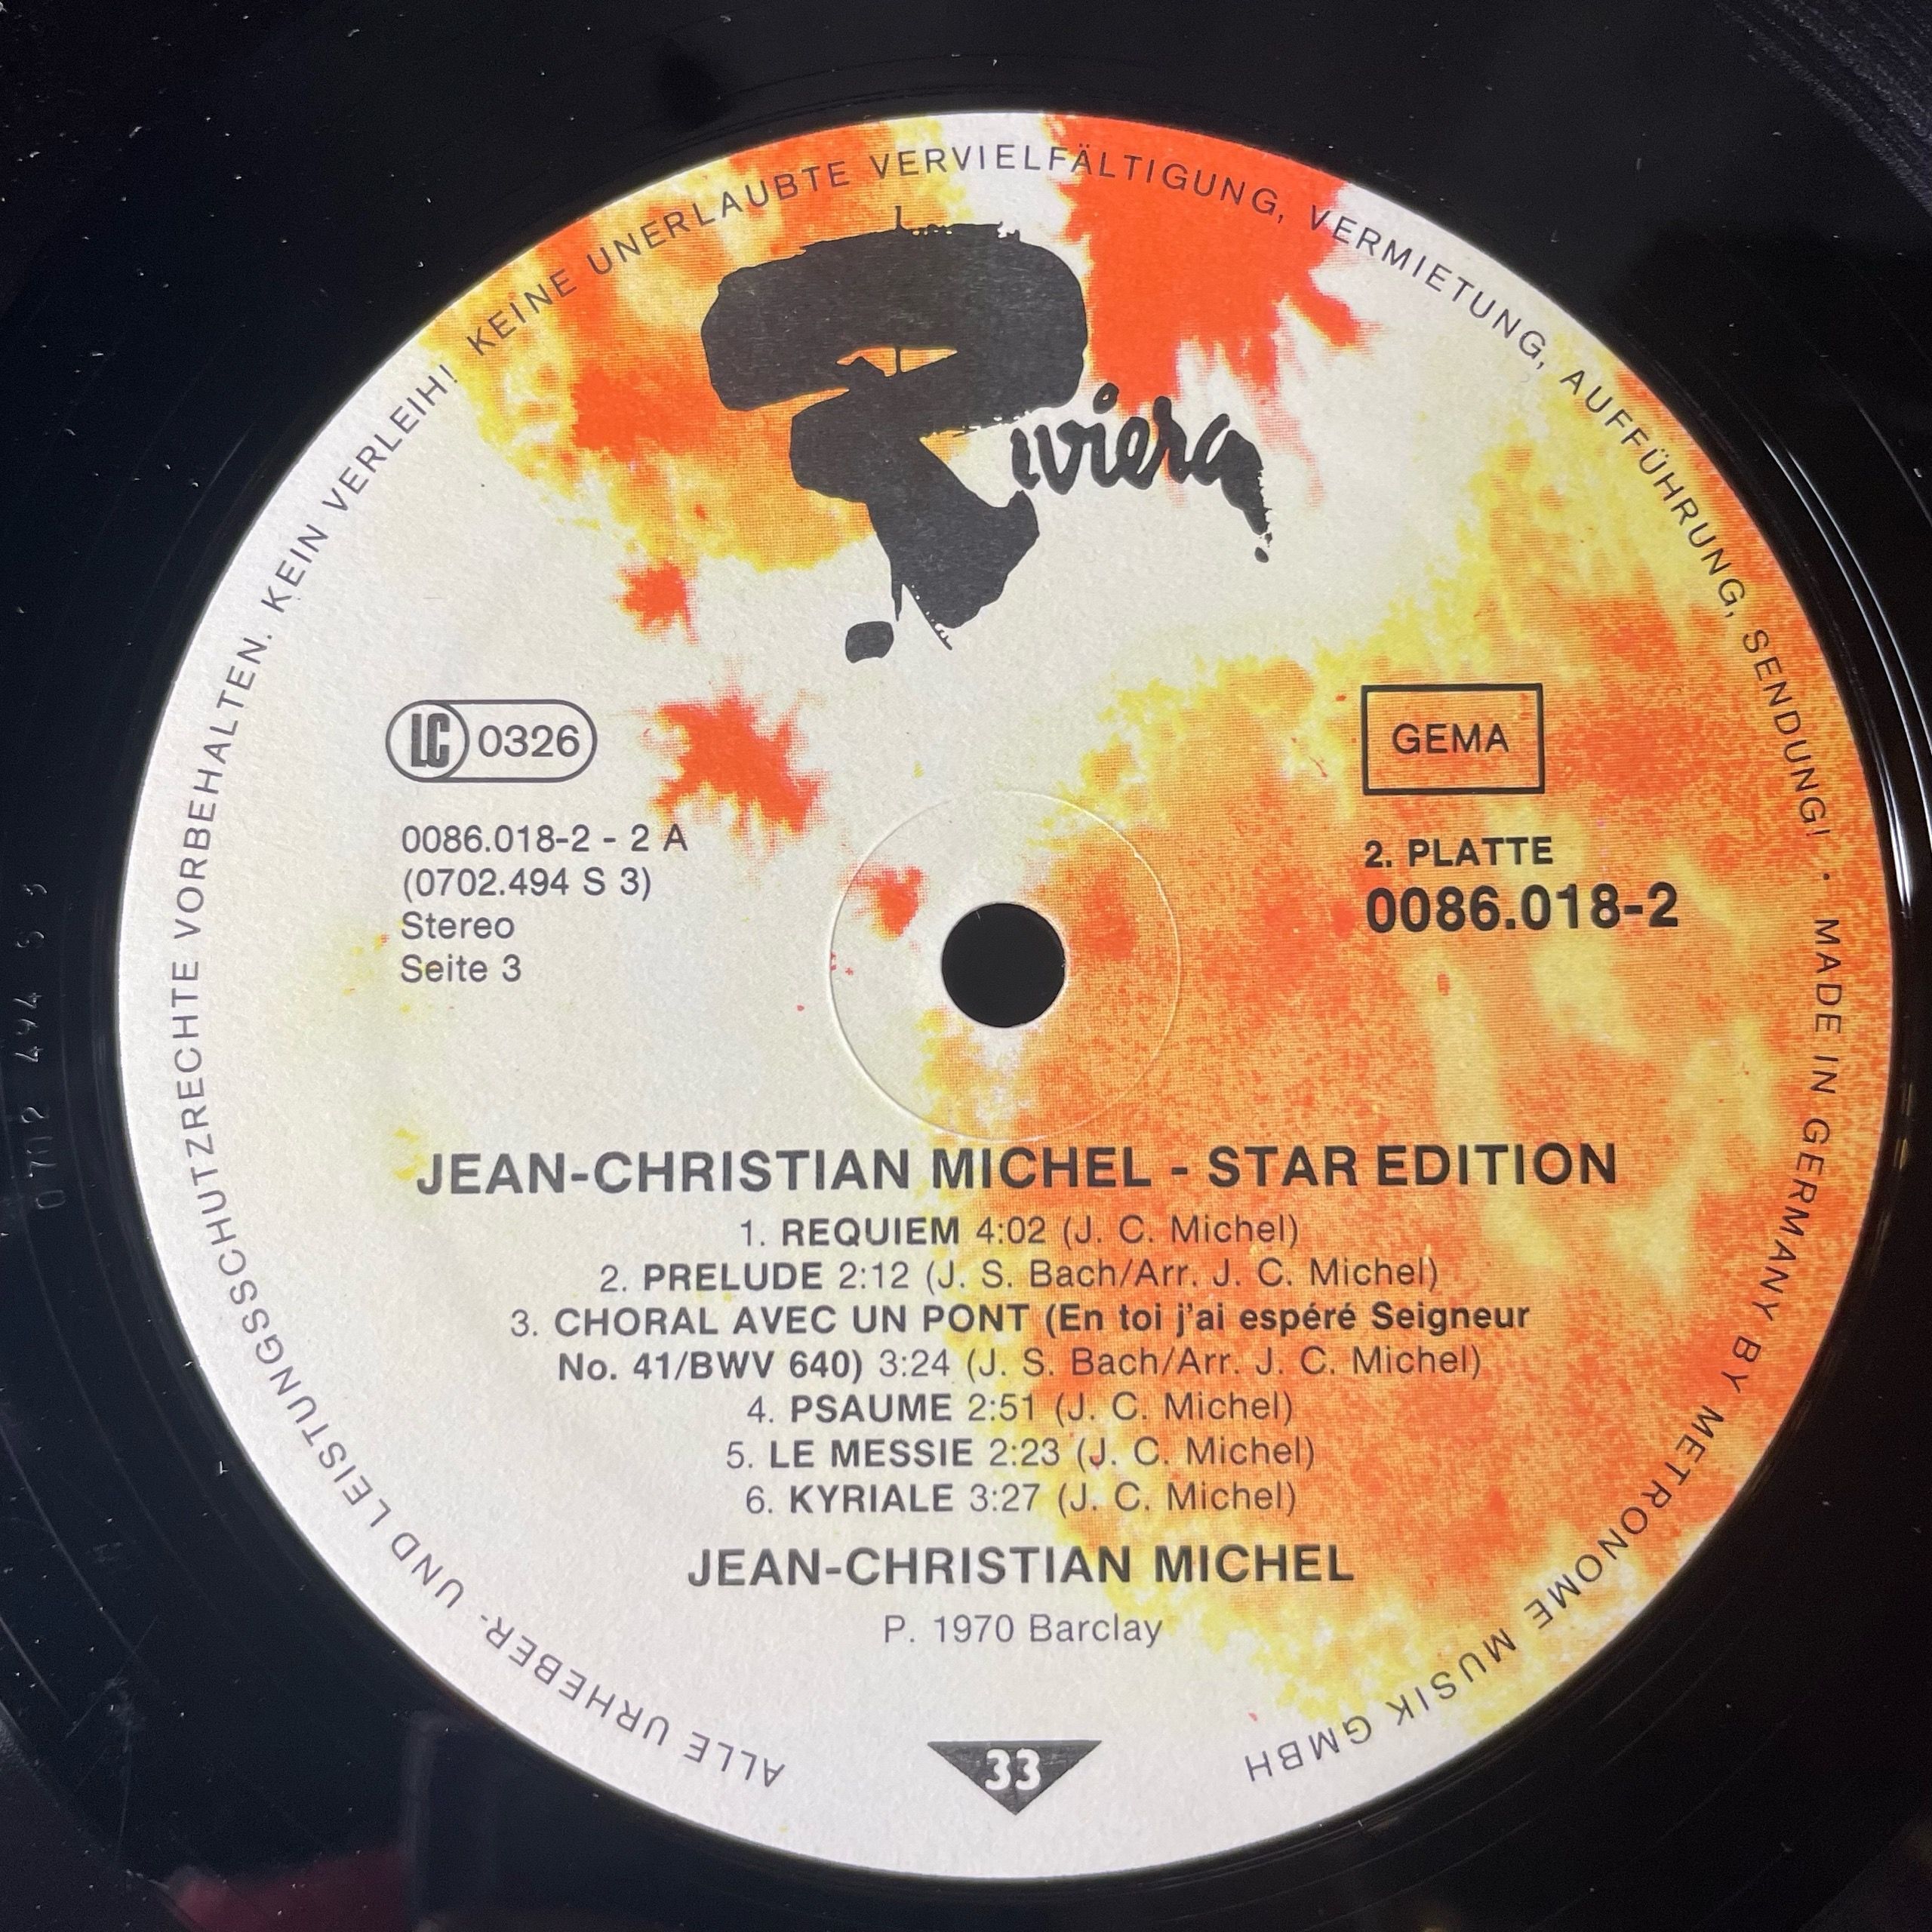 ALLE URHEBER- UND LEISTUNGSSCHUTZRECHTE VORBEHALTEN. KEIN VERLEIH! KEINE UNERLAUBTE VERVIELFÄLTIGUNG, VERMIETUNG, AUFFÜHRUNG, SENDUNG! · MADE IN GERMANY BY METRONOME MUSIK GMBH
Riviera
LC 0326
GEMA
0086.018-2 - 2 A
(0702.494 S 3)
Stereo
Seite 3
2. PLATTE
0086.018-2
JEAN-CHRISTIAN MICHEL - STAR EDITION
1. REQUIEM 4:02 (J. C. Michel)
2. PRELUDE 2:12 (J. S. Bach/Arr. J. C. Michel)
3. CHORAL AVEC UN PONT (En toi j'ai espéré Seigneur
No. 41/BWV 640) 3:24 (J. S. Bach/Arr. J. C. Michel)
4. PSAUME 2:51 (J. C. Michel)
5. LE MESSIE 2:23 (J. C. Michel)
6. KYRIALE 3:27 (J. C. Michel)
JEAN-CHRISTIAN MICHEL
P. 1970 Barclay
33
0702 494 S 3